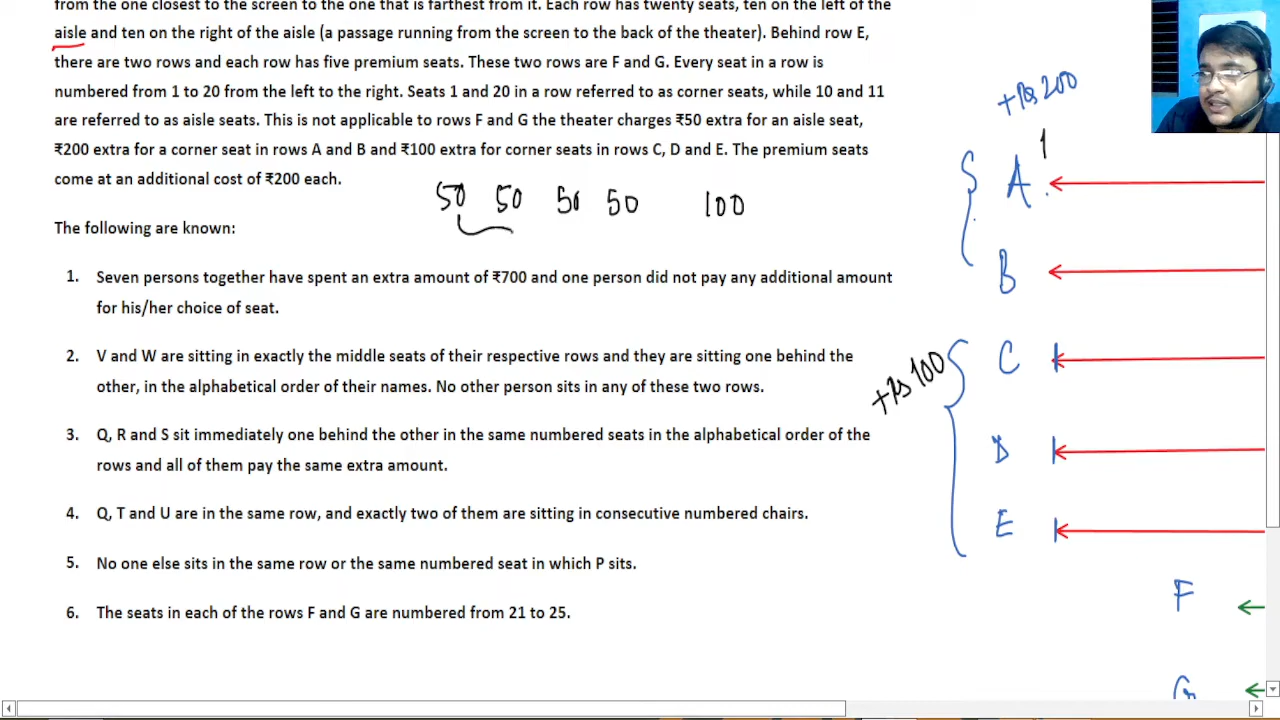 from the one closest to the screen to the one that is farthest from it. Each row has twenty seats, ten on the left of the
aisle and ten on the right of the aisle (a passage running from the screen to the back of the theater). Behind row E,
there are two rows and each row has five premium seats. These two rows are F and G. Every seat in a row is
numbered from 1 to 20 from the left to the right. Seats 1 and 20 in a row referred to as corner seats, while 10 and 11
are referred to as aisle seats. This is not applicable to rows F and G the theater charges ₹50 extra for an aisle seat,
₹200 extra for a corner seat in rows A and B and ₹100 extra for corner seats in rows C, D and E. The premium seats
come at an additional cost of ₹200 each.
50 50 50 50 100
The following are known:
1. Seven persons together have spent an extra amount of ₹700 and one person did not pay any additional amount
for his/her choice of seat.
2. V and W are sitting in exactly the middle seats of their respective rows and they are sitting one behind the
other, in the alphabetical order of their names. No other person sits in any of these two rows.
3. Q, R and S sit immediately one behind the other in the same numbered seats in the alphabetical order of the
rows and all of them pay the same extra amount.
4. Q, T and U are in the same row, and exactly two of them are sitting in consecutive numbered chairs.
5. No one else sits in the same row or the same numbered seat in which P sits.
6. The seats in each of the rows F and G are numbered from 21 to 25.
+Rs 200
1
A
B
+Rs 100
C
D
E
F
G